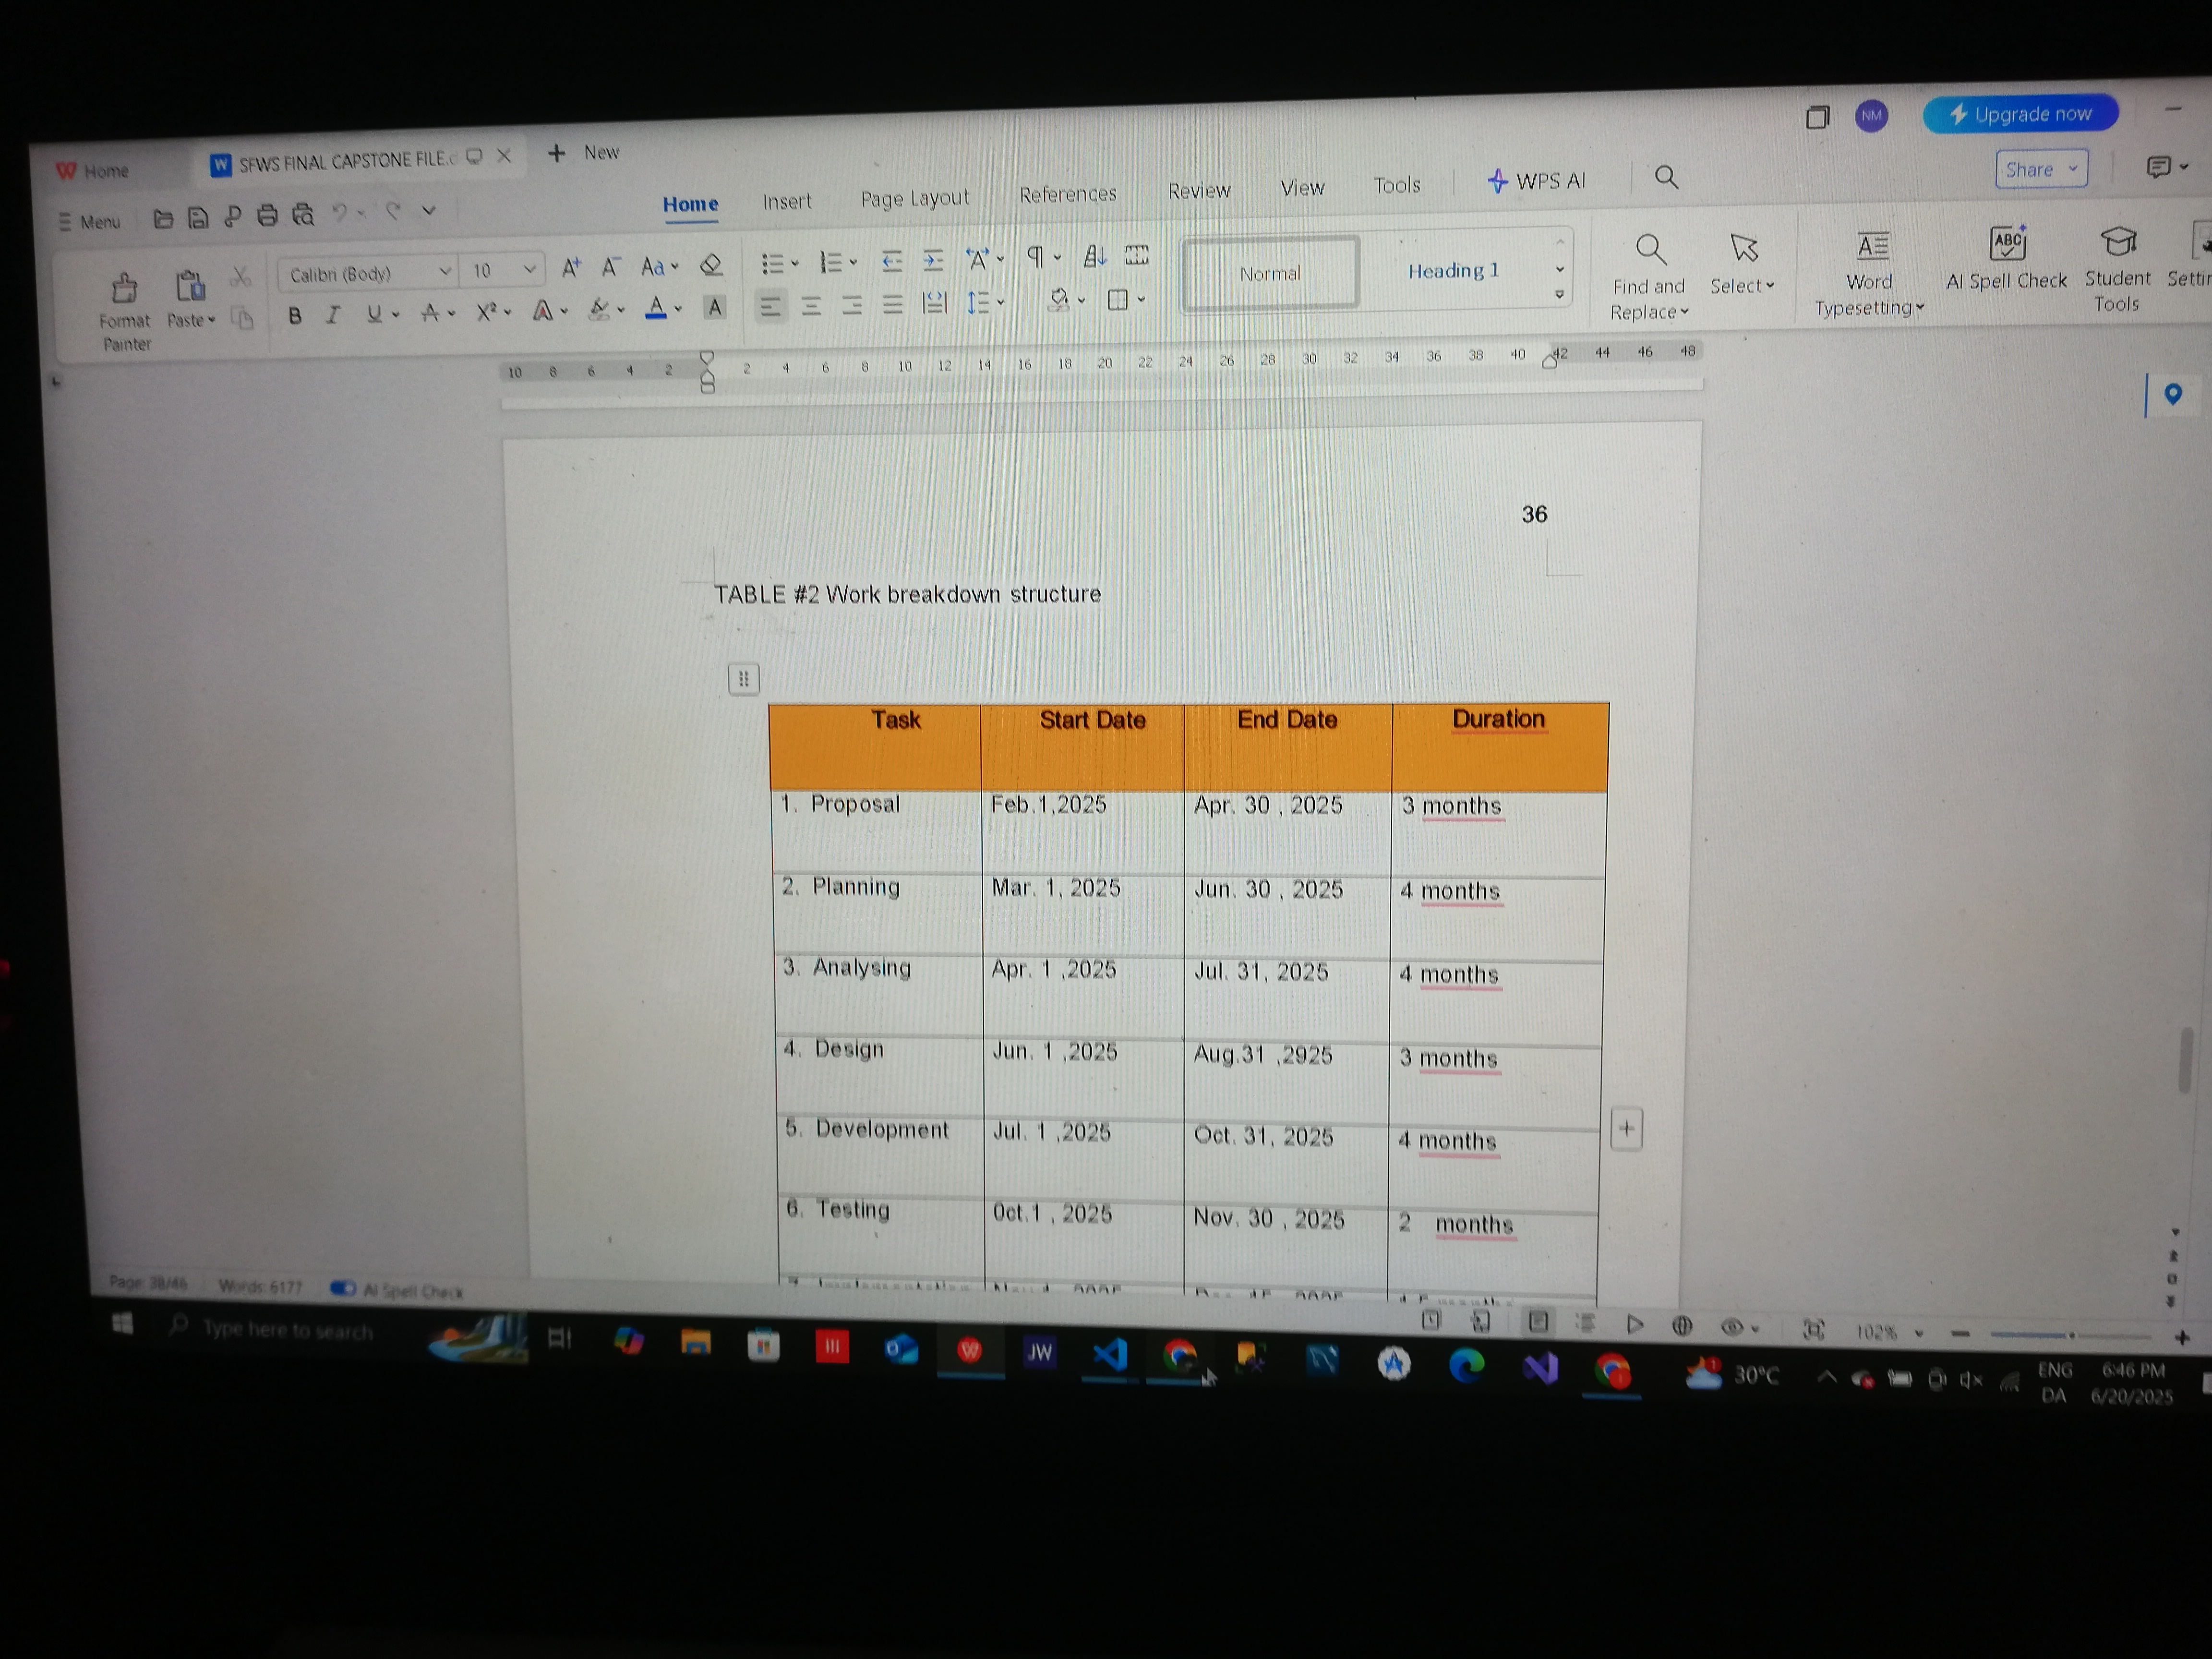 NM
Upgrade now
Home
SFWS FINAL CAPSTONE FILE.c
New
Menu
Home
Insert
Page Layout
References
Review
View
Tools
WPS AI
Share
Format Painter
Paste
Calibri (Body)
10
Normal
Heading 1
Find and Replace
Select
Word Typesetting
AI Spell Check
Student Tools
10 8 6 4 2 2 4 6 8 10 12 14 16 18 20 22 24 26 28 30 32 34 36 38 40 42 44 46 48
36
TABLE #2 Work breakdown structure
Task Start Date End Date Duration
1. Proposal Feb.1,2025 Apr. 30 , 2025 3 months
2. Planning Mar. 1, 2025 Jun. 30 , 2025 4 months
3. Analysing Apr. 1 ,2025 Jul. 31, 2025 4 months
4. Design Jun. 1 ,2025 Aug.31 ,2925 3 months
5. Development Jul. 1 ,2025 Oct. 31, 2025 4 months
6. Testing 0ct.1 , 2025 Nov. 30 , 2025 2 months
Page: 38/46 Words: 6177 AI Spell Check
102%
Type here to search
JW
30°C
ENG
DA
6:46 PM
6/20/2025